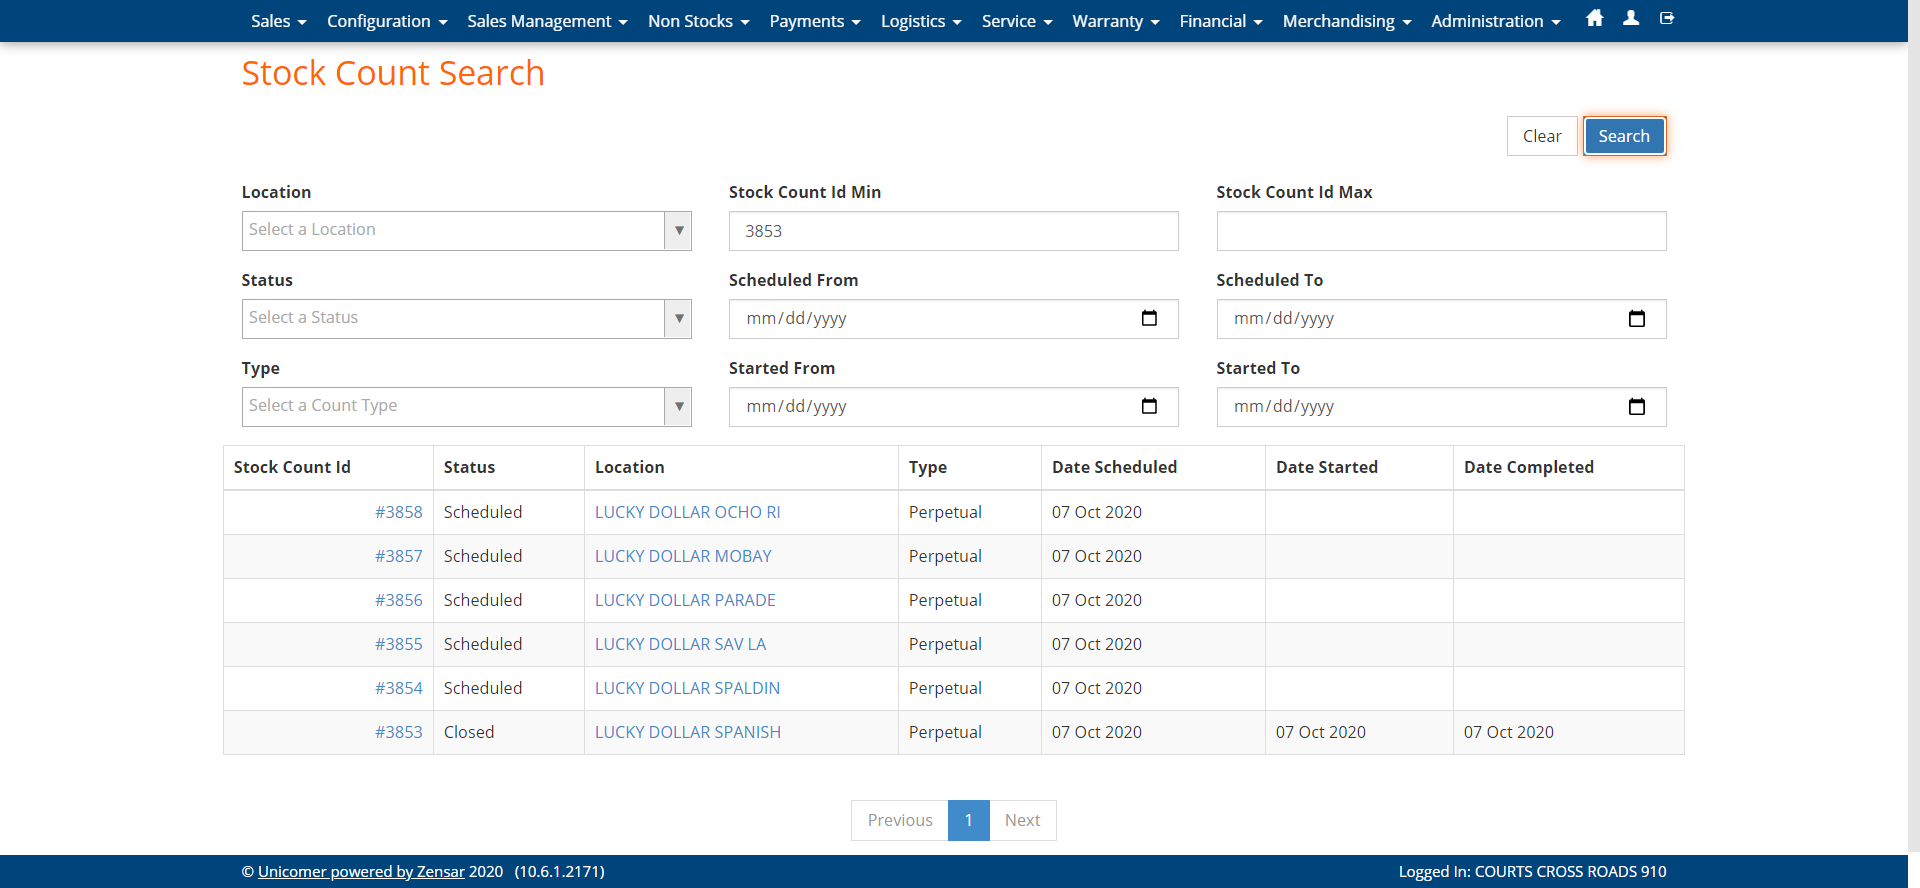 Sales Configuration Sales Management Non Stocks Payments Logistics Service Warranty Financial Merchandising Administration
Stock Count Search
Clear Search
Location Stock Count Id Min Stock Count Id Max
Select a Location 3853
Status Scheduled From Scheduled To
Select a Status mm/dd/yyyy mm/dd/yyyy
Type Started From Started To
Select a Count Type mm/dd/yyyy mm/dd/yyyy
Stock Count Id Status Location Type Date Scheduled Date Started Date Completed
#3858 Scheduled LUCKY DOLLAR OCHO RI Perpetual 07 Oct 2020
#3857 Scheduled LUCKY DOLLAR MOBAY Perpetual 07 Oct 2020
#3856 Scheduled LUCKY DOLLAR PARADE Perpetual 07 Oct 2020
#3855 Scheduled LUCKY DOLLAR SAV LA Perpetual 07 Oct 2020
#3854 Scheduled LUCKY DOLLAR SPALDIN Perpetual 07 Oct 2020
#3853 Closed LUCKY DOLLAR SPANISH Perpetual 07 Oct 2020 07 Oct 2020 07 Oct 2020
Previous 1 Next
© Unicomer powered by Zensar 2020 (10.6.1.2171) Logged In: COURTS CROSS ROADS 910